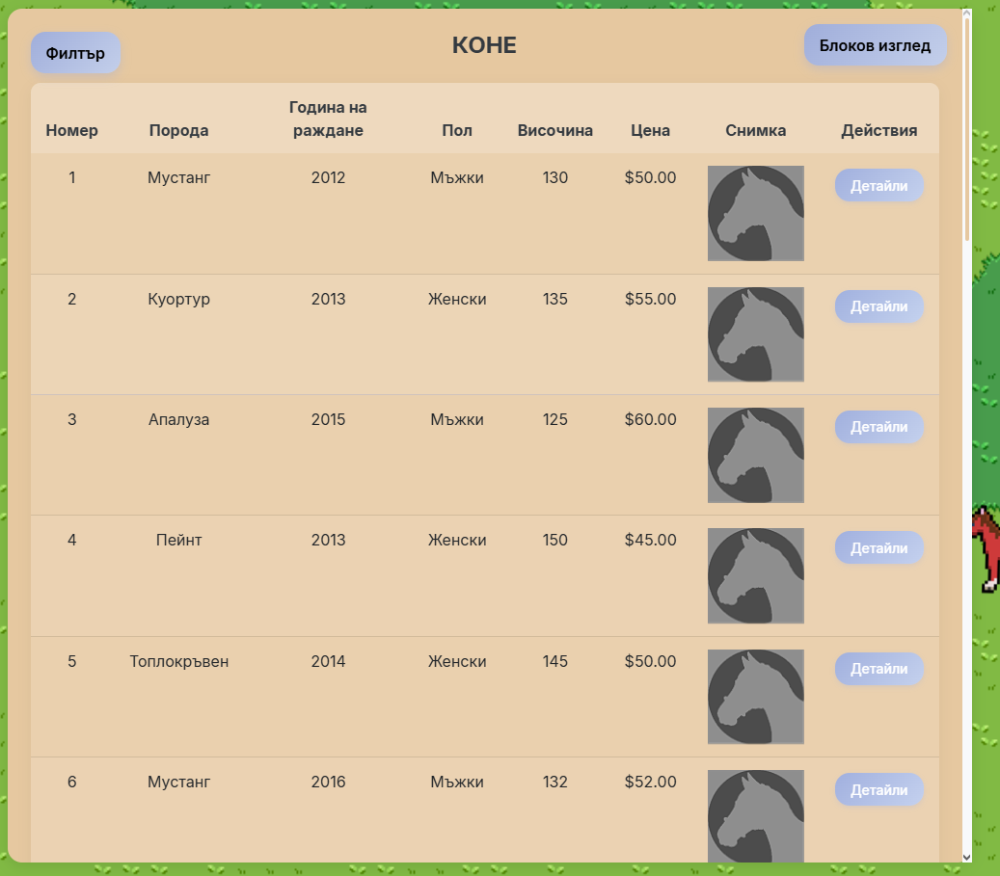 Филтър
КОНЕ
Блоков изглед
Номер Порода Година на раждане Пол Височина Цена Снимка Действия
1 Мустанг 2012 Мъжки 130 $50.00 Детайли
2 Куортур 2013 Женски 135 $55.00 Детайли
3 Апалуза 2015 Мъжки 125 $60.00 Детайли
4 Пейнт 2013 Женски 150 $45.00 Детайли
5 Топлокръвен 2014 Женски 145 $50.00 Детайли
6 Мустанг 2016 Мъжки 132 $52.00 Детайли